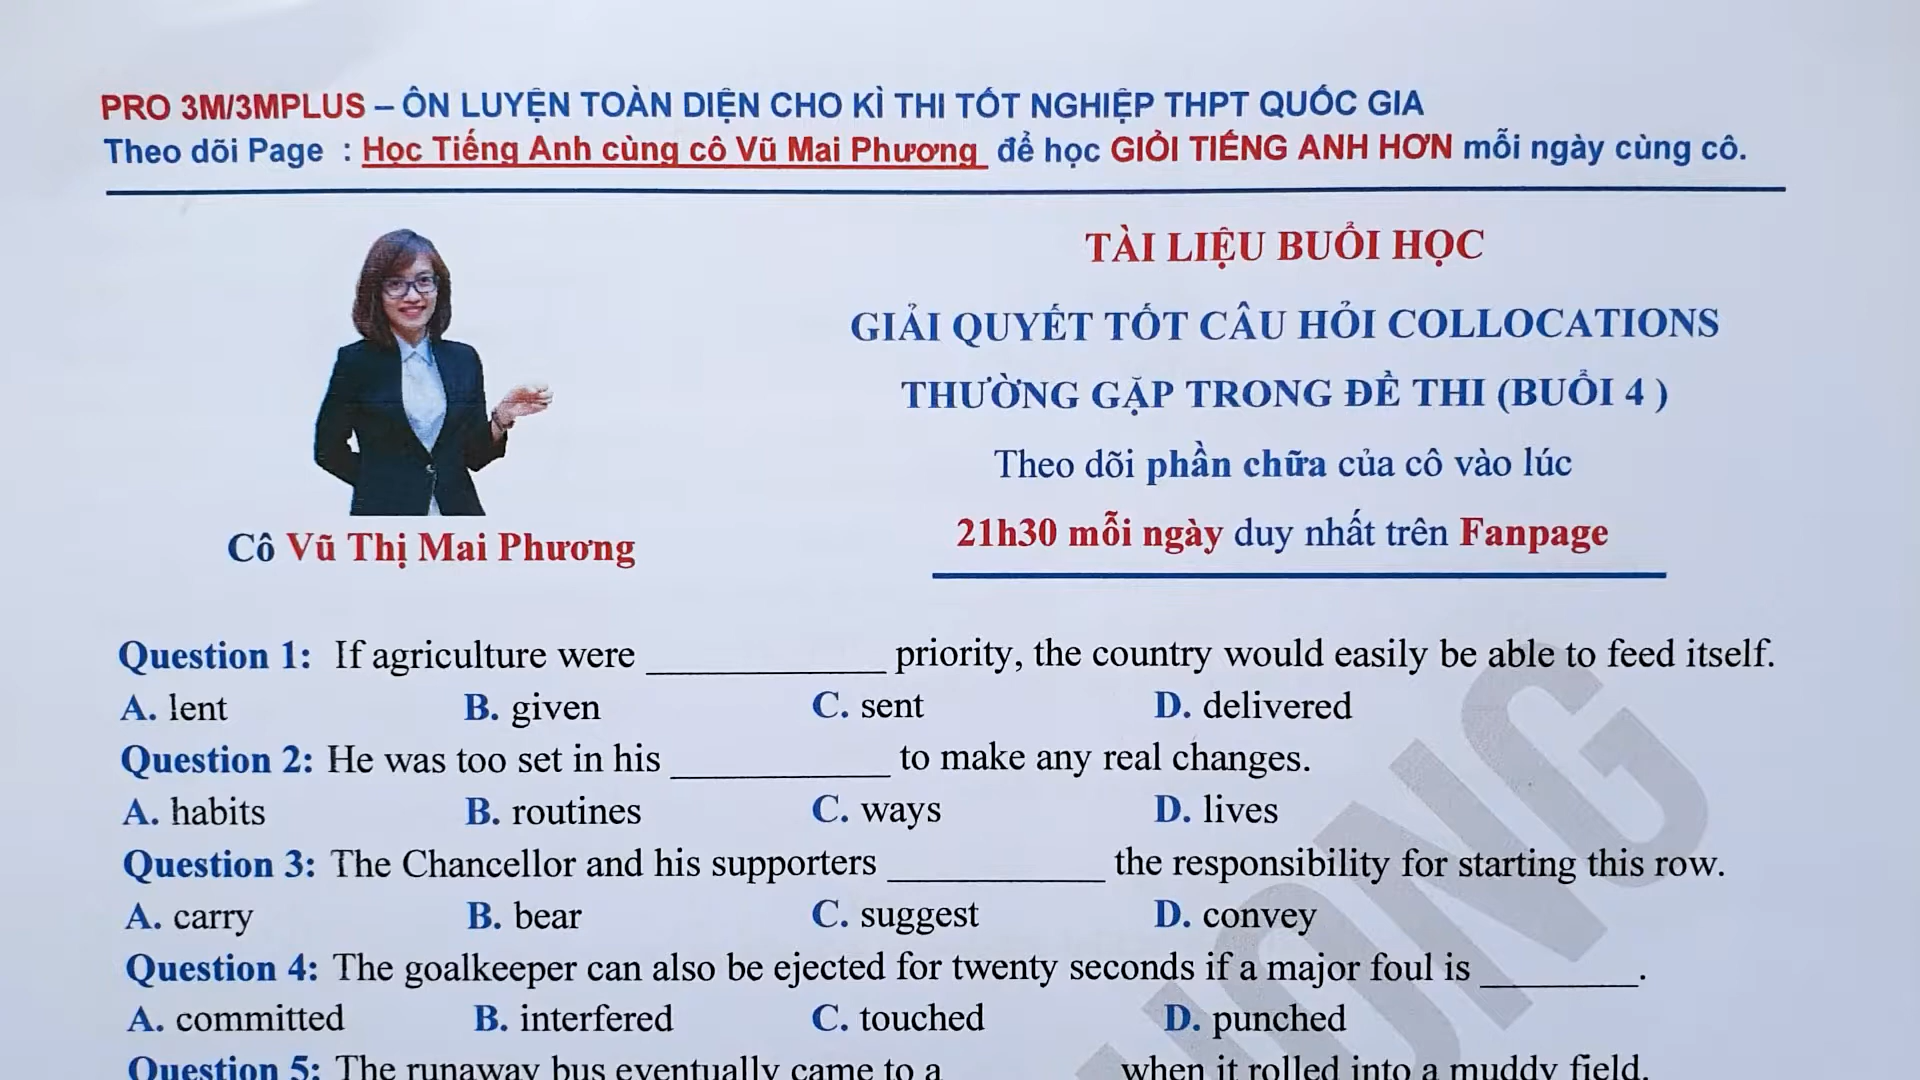 PRO 3M/3MPLUS – ÔN LUYỆN TOÀN DIỆN CHO KÌ THI TỐT NGHIỆP THPT QUỐC GIA
Theo dõi Page : Học Tiếng Anh cùng cô Vũ Mai Phương để học GIỎI TIẾNG ANH HƠN mỗi ngày cùng cô.
TÀI LIỆU BUỔI HỌC
GIẢI QUYẾT TỐT CÂU HỎI COLLOCATIONS
THƯỜNG GẶP TRONG ĐỀ THI (BUỔI 4 )
Theo dõi phần chữa của cô vào lúc
21h30 mỗi ngày duy nhất trên Fanpage
Cô Vũ Thị Mai Phương
Question 1: If agriculture were ____________ priority, the country would easily be able to feed itself.
A. lent B. given C. sent D. delivered
Question 2: He was too set in his ___________ to make any real changes.
A. habits B. routines C. ways D. lives
Question 3: The Chancellor and his supporters ___________ the responsibility for starting this row.
A. carry B. bear C. suggest D. convey
Question 4: The goalkeeper can also be ejected for twenty seconds if a major foul is ________.
A. committed B. interfered C. touched D. punched
Question 5: The runaway bus eventually came to a ________ when it rolled into a muddy field.